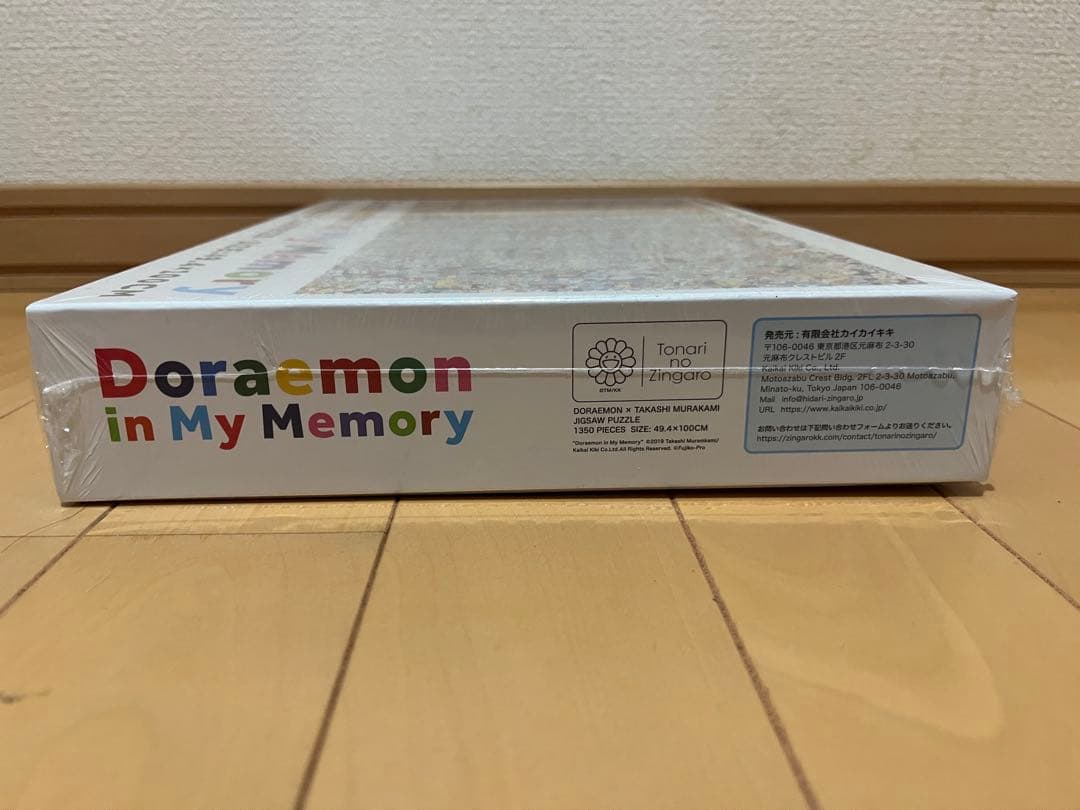 Doraemon
in My Memory
Tonari
no
Zingaro
©TM/KK
DORAEMON × TAKASHI MURAKAMI
JIGSAW PUZZLE
1350 PIECES SIZE: 49.4×100CM
"Doraemon in My Memory" ©2019 Takashi Muramkami/
Kaikai Kiki Co.Ltd.All Rights Reserved. ©Fujiko-Pro
発売元 : 有限会社カイカイキキ
〒106-0046 東京都港区元麻布 2-3-30
元麻布クレストビル 2F
Kaikai Kiki Co., Ltd.
Motoazabu Crest Bldg. 2FL 2-3-30 Motoazabu,
Minato-ku, Tokyo Japan 106-0046
Mail info@hidari-zingaro.jp
URL https://www.kaikaikiki.co.jp/
お問い合わせは下記問い合わせフォームよりお送りください。
https://zingarokk.com/contact/tonarinozingaro/